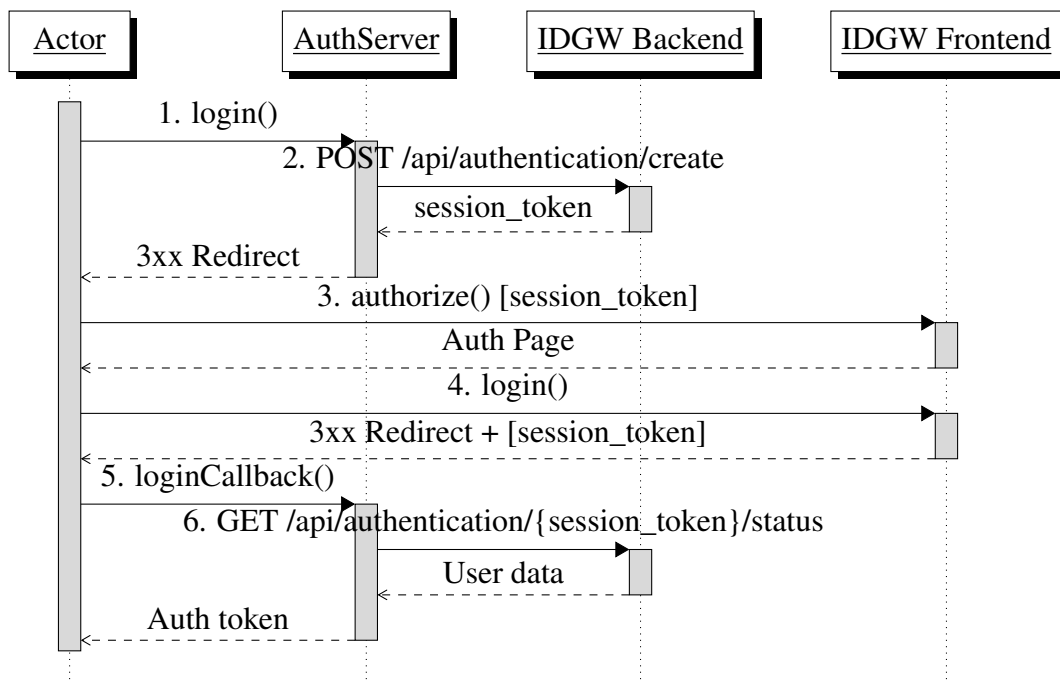 Actor AuthServer IDGW Backend IDGW Frontend
1. login()
2. POST /api/authentication/create
session_token
3xx Redirect
3. authorize() [session_token]
Auth Page
4. login()
3xx Redirect + [session_token]
5. loginCallback()
6. GET /api/authentication/{session_token}/status
User data
Auth token